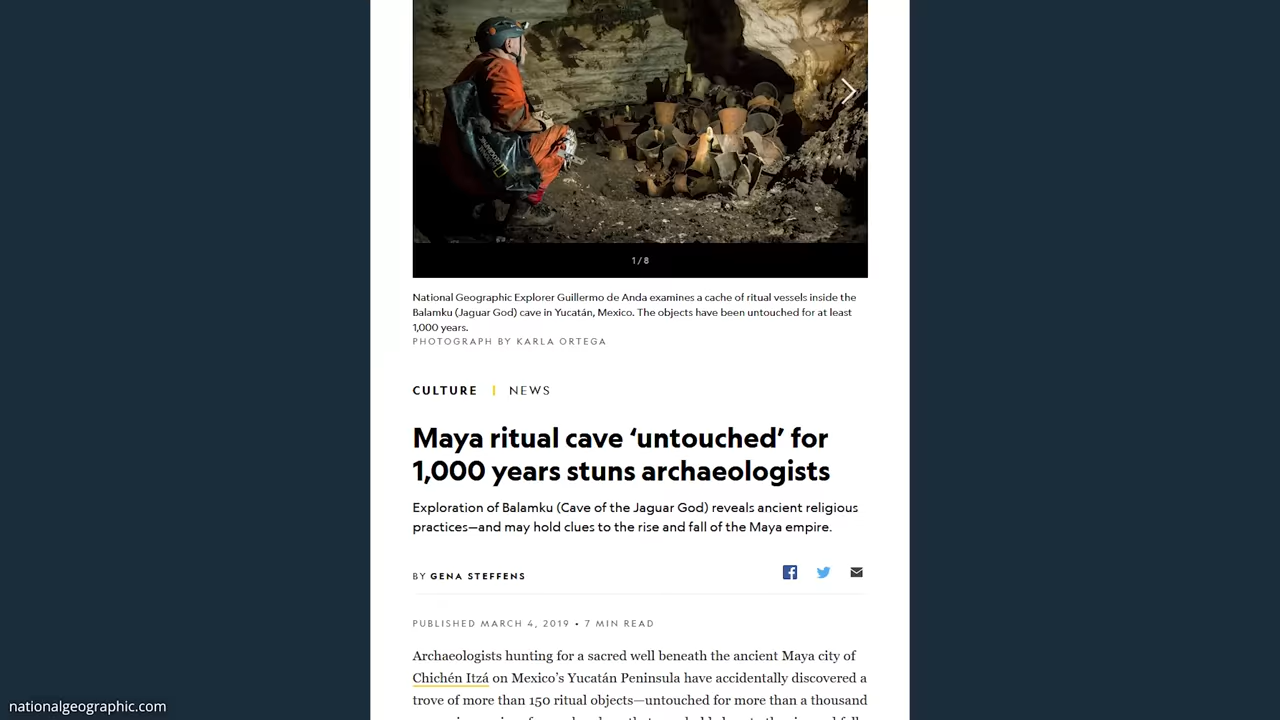 1/8
National Geographic Explorer Guillermo de Anda examines a cache of ritual vessels inside the
Balamku (Jaguar God) cave in Yucatán, Mexico. The objects have been untouched for at least
1,000 years.
PHOTOGRAPH BY KARLA ORTEGA
CULTURE | NEWS
Maya ritual cave ‘untouched’ for
1,000 years stuns archaeologists
Exploration of Balamku (Cave of the Jaguar God) reveals ancient religious
practices—and may hold clues to the rise and fall of the Maya empire.
BY GENA STEFFENS
PUBLISHED MARCH 4, 2019 • 7 MIN READ
Archaeologists hunting for a sacred well beneath the ancient Maya city of
Chichén Itzá on Mexico’s Yucatán Peninsula have accidentally discovered a
trove of more than 150 ritual objects—untouched for more than a thousand
nationalgeographic.com